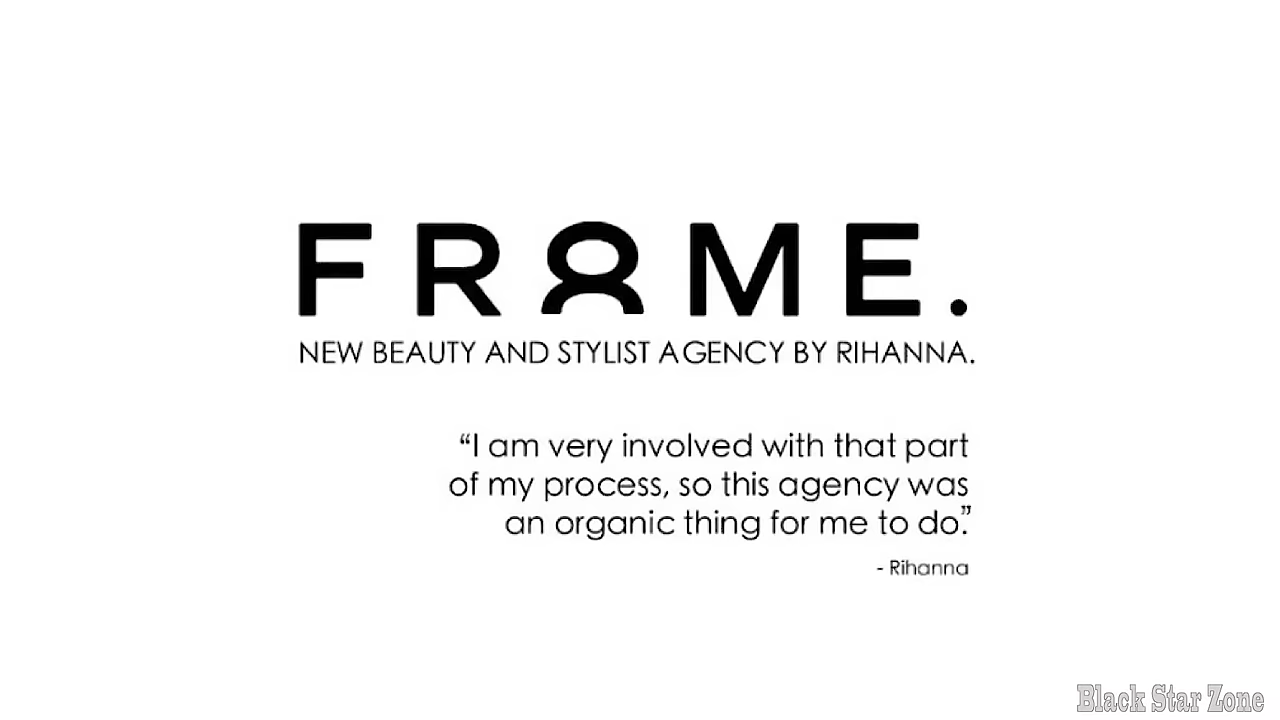 FR8ME.
NEW BEAUTY AND STYLIST AGENCY BY RIHANNA.
“I am very involved with that part
of my process, so this agency was
an organic thing for me to do.”
- Rihanna
Black Star Zone